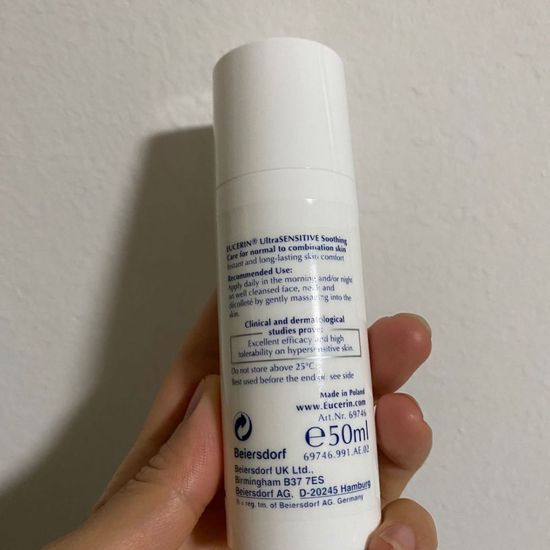 EUCERIN® UltraSENSITIVE Soothing
Care for normal to combination skin
Instant and long-lasting skin comfort
Recommended Use:
Apply daily in the morning and/or night
on well cleansed face, neck and
décolleté by gently massaging into the
skin.
Clinical and dermatological
studies prove:
Excellent efficacy and high
tolerability on hypersensitive skin.
Do not store above 25°C.
Best used before the end of: see side
Made in Poland
www.Eucerin.com
Art.Nr. 69746
℮50ml
69746.991.AE.02
Beiersdorf
Beiersdorf UK Ltd.,
Birmingham B37 7ES
Beiersdorf AG, D-20245 Hamburg
® = reg. tm. of Beiersdorf AG. Germany